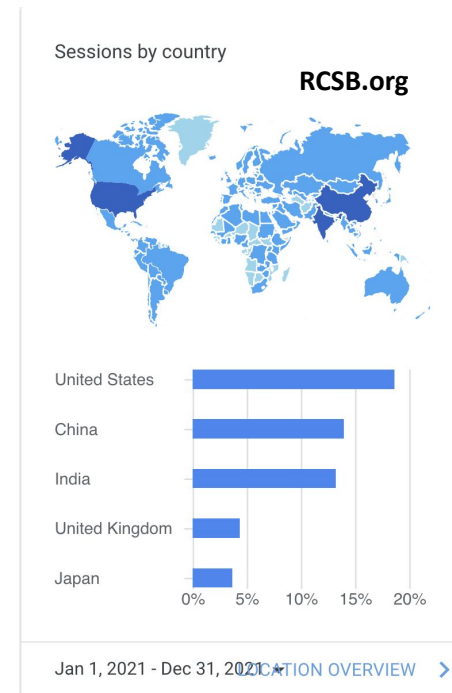 Sessions by country
RCSB.org
United States
China
India
United Kingdom
Japan
0% 5% 10% 15% 20%
Jan 1, 2021 - Dec 31, 2021 LOCATION OVERVIEW